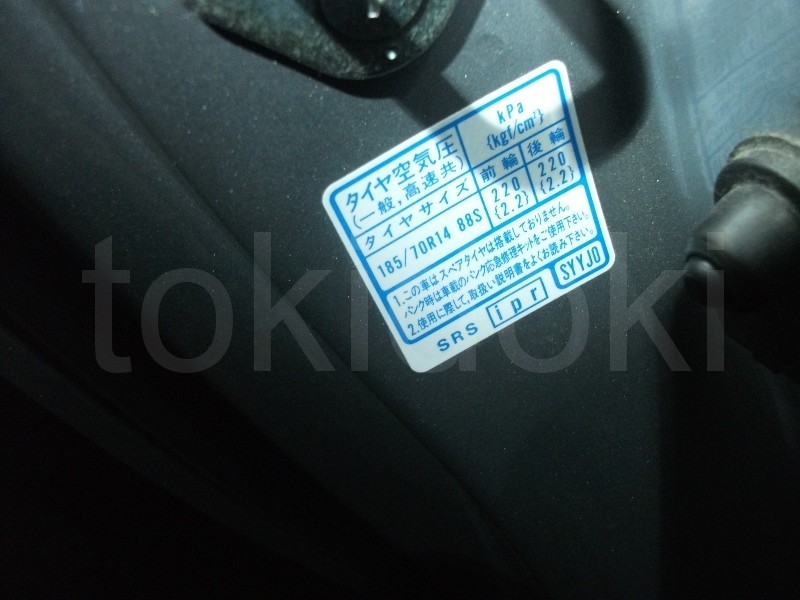 タイヤ空気圧
(一般,高速共)
kPa
{kgf/cm²}
タイヤサイズ 前輪 後輪
185/70R14 88S 220 {2.2} 220 {2.2}
1.この車はスペアタイヤは搭載しておりません。
パンク時は車載のパンク応急修理キットをご使用下さい。
2.使用に際して,取扱い説明書をよくお読み下さい。
SRS ipr SYYJ0
tokidoki